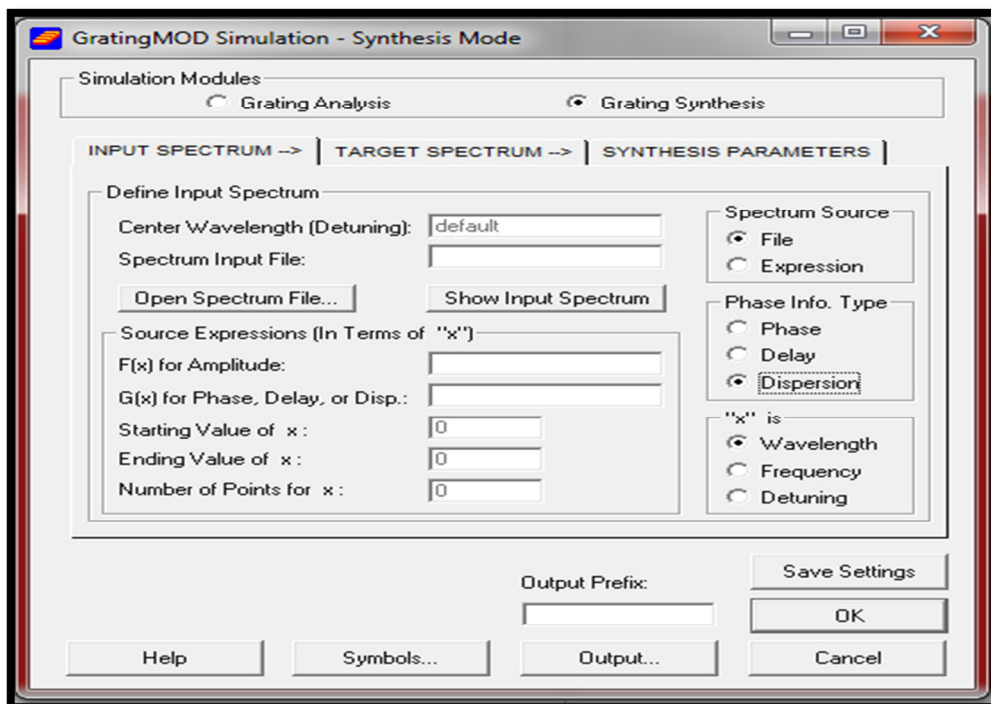 GratingMOD Simulation - Synthesis Mode
Simulation Modules
Grating Analysis
Grating Synthesis
INPUT SPECTRUM -->
TARGET SPECTRUM -->
SYNTHESIS PARAMETERS
Define Input Spectrum
Center Wavelength (Detuning): default
Spectrum Input File:
Open Spectrum File...
Show Input Spectrum
Source Expressions (In Terms of "x")
F(x) for Amplitude:
G(x) for Phase, Delay, or Disp.:
Starting Value of x : 0
Ending Value of x : 0
Number of Points for x : 0
Spectrum Source
File
Expression
Phase Info. Type
Phase
Delay
Dispersion
"x" is
Wavelength
Frequency
Detuning
Output Prefix:
Save Settings
OK
Help
Symbols...
Output...
Cancel